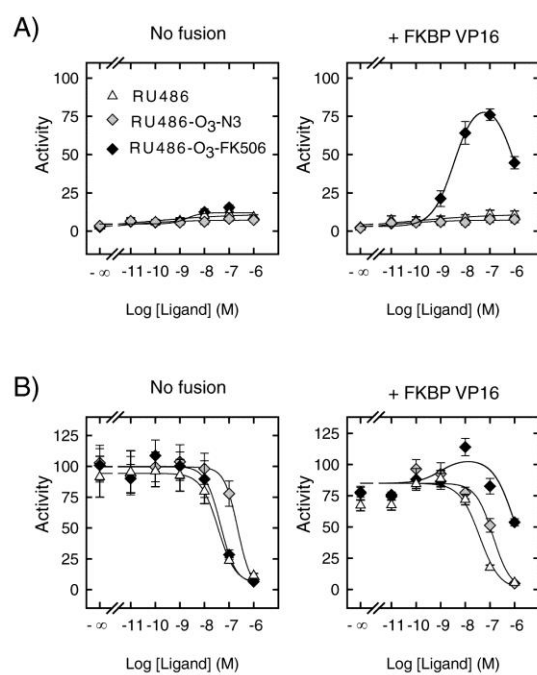 A)
No fusion
+ FKBP VP16
100
75
50
25
0
Activity
RU486
RU486-O3-N3
RU486-O3-FK506
- ∞ -11 -10 -9 -8 -7 -6
Log [Ligand] (M)
100
75
50
25
0
Activity
- ∞ -11 -10 -9 -8 -7 -6
Log [Ligand] (M)
B)
No fusion
+ FKBP VP16
125
100
75
50
25
0
Activity
- ∞ -11 -10 -9 -8 -7 -6
Log [Ligand] (M)
125
100
75
50
25
0
Activity
- ∞ -11 -10 -9 -8 -7 -6
Log [Ligand] (M)